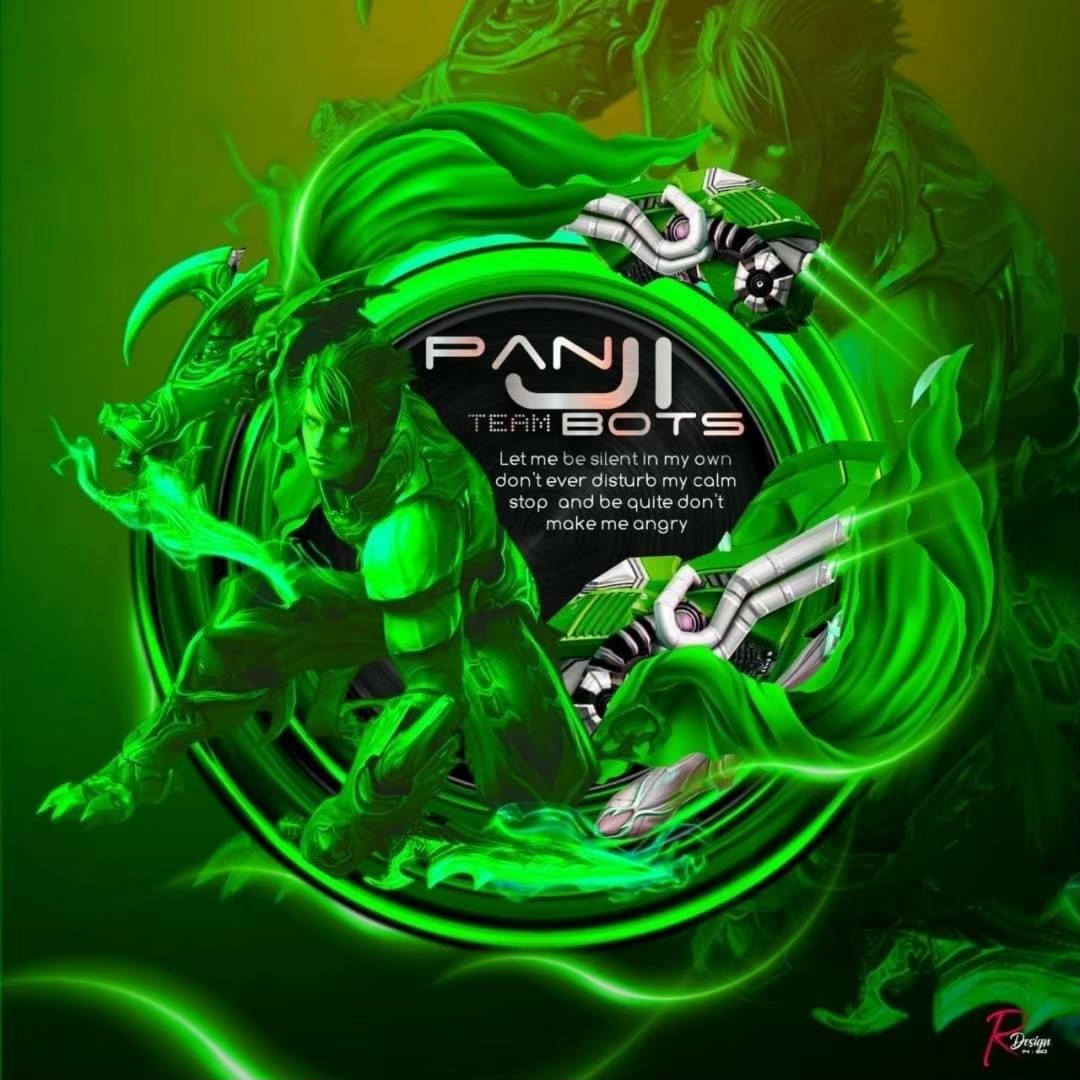 PANJI
TEAM BOTS
Let me be silent in my own
don't ever disturb my calm
stop and be quite don't
make me angry
R Design